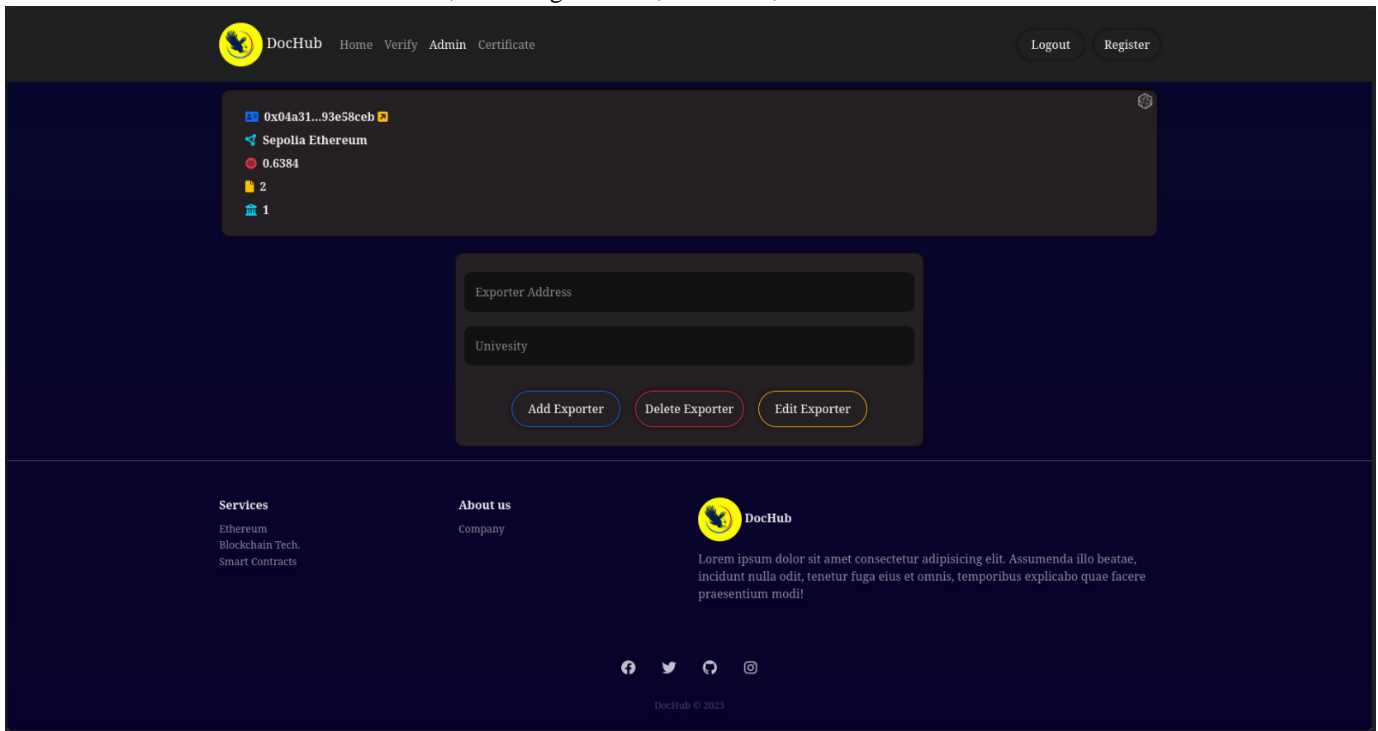 DocHub Home Verify Admin Certificate Logout Register
0x04a31...93e58ceb
Sepolia Ethereum
0.6384
2
1
Exporter Address
Univesity
Add Exporter Delete Exporter Edit Exporter
Services
Ethereum
Blockchain Tech.
Smart Contracts
About us
Company
DocHub
Lorem ipsum dolor sit amet consectetur adipisicing elit. Assumenda illo beatae,
incidunt nulla odit, tenetur fuga eius et omnis, temporibus explicabo quae facere
praesentium modi!
DocHub © 2023